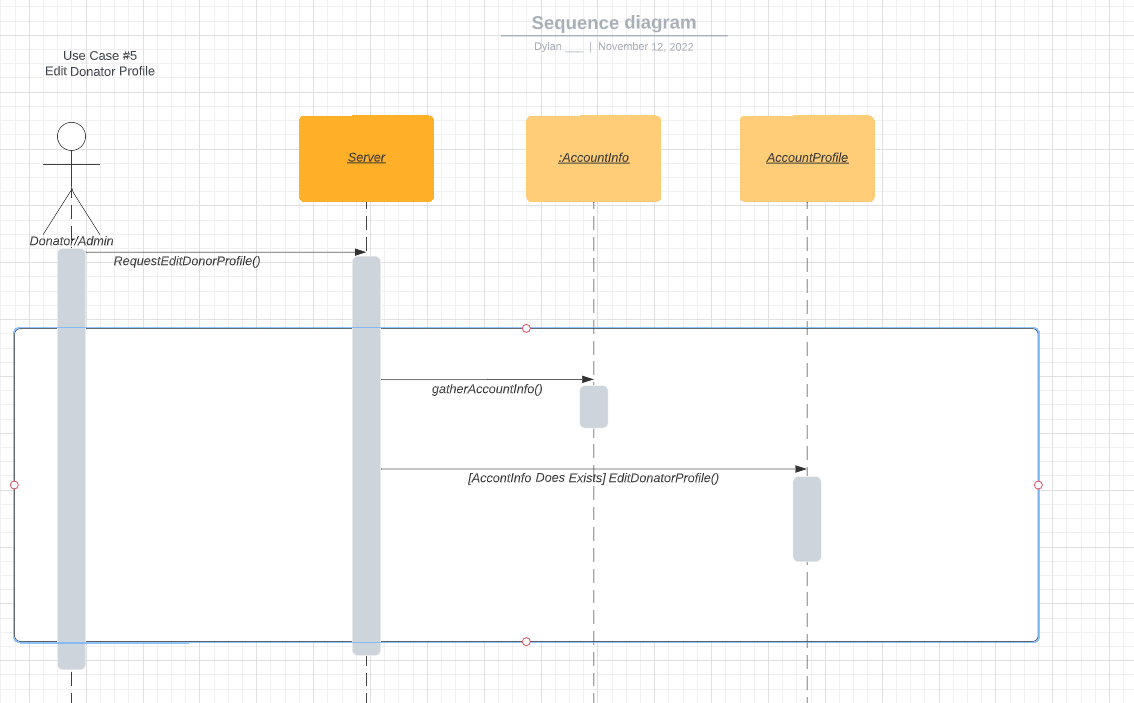 Sequence diagram
Dylan ___ | November 12, 2022
Use Case #5
Edit Donator Profile
Server
:AccountInfo
AccountProfile
Donator/Admin
RequestEditDonorProfile()
gatherAccountInfo()
[AccontInfo Does Exists] EditDonatorProfile()